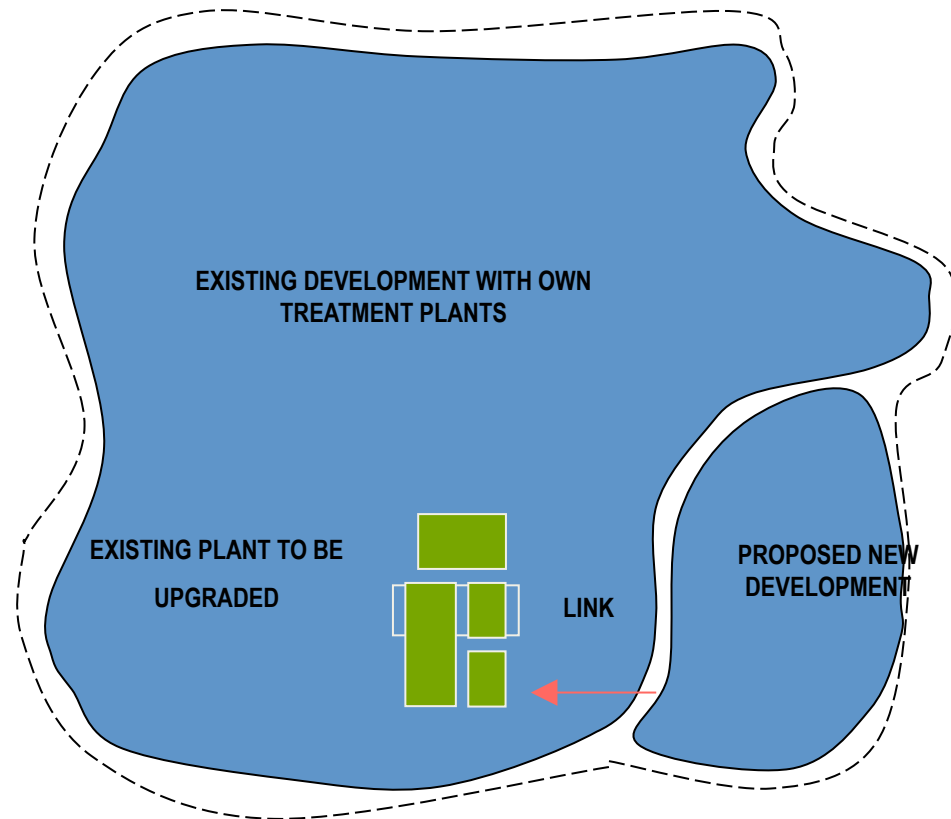 EXISTING DEVELOPMENT WITH OWN
TREATMENT PLANTS
EXISTING PLANT TO BE
UPGRADED
LINK
PROPOSED NEW
DEVELOPMENT